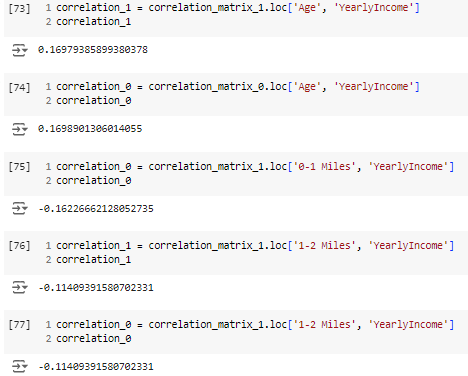 [73] 1 correlation_1 = correlation_matrix_1.loc['Age', 'YearlyIncome']
2 correlation_1
0.16979385899380378
[74] 1 correlation_0 = correlation_matrix_0.loc['Age', 'YearlyIncome']
2 correlation_0
0.1698901306014055
[75] 1 correlation_0 = correlation_matrix_1.loc['0-1 Miles', 'YearlyIncome']
2 correlation_0
-0.16226662128052735
[76] 1 correlation_1 = correlation_matrix_1.loc['1-2 Miles', 'YearlyIncome']
2 correlation_1
-0.11409391580702331
[77] 1 correlation_0 = correlation_matrix_1.loc['1-2 Miles', 'YearlyIncome']
2 correlation_0
-0.11409391580702331